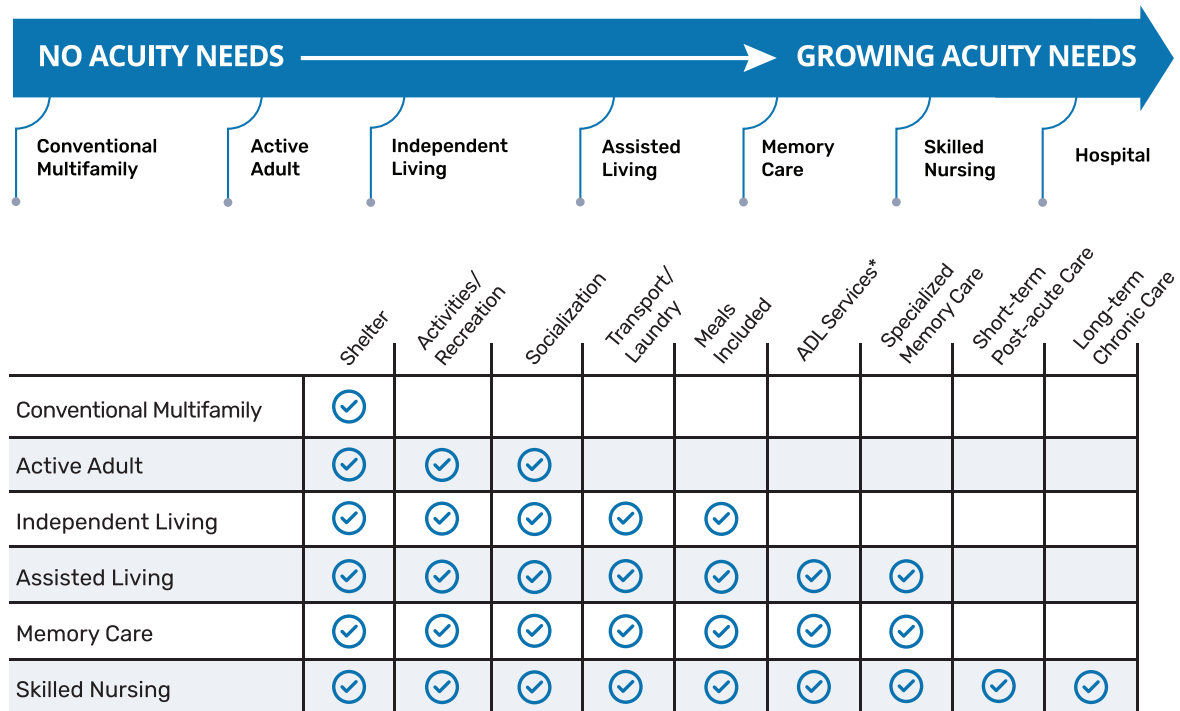 NO ACUITY NEEDS
GROWING ACUITY NEEDS
Conventional
Multifamily
Active
Adult
Independent
Living
Assisted
Living
Memory
Care
Skilled
Nursing
Hospital
Shelter
Activities/
Recreation
Socialization
Transport/
Laundry
Meals
Included
ADL Services*
Specialized
Memory Care
Short-term
Post-acute Care
Long-term
Chronic Care
Conventional Multifamily
Active Adult
Independent Living
Assisted Living
Memory Care
Skilled Nursing